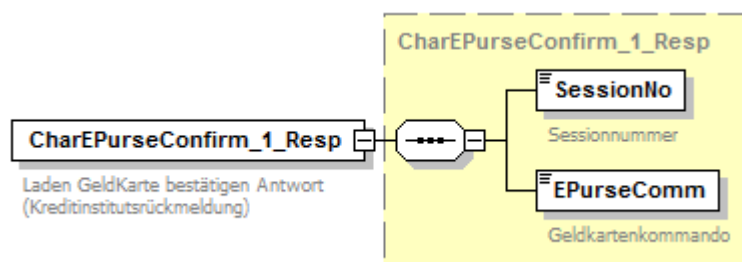 CharEPurseConfirm_1_Resp
SessionNo
Sessionnummer
CharEPurseConfirm_1_Resp
Laden GeldKarte bestätigen Antwort
(Kreditinstitutsrückmeldung)
EPurseComm
Geldkartenkommando